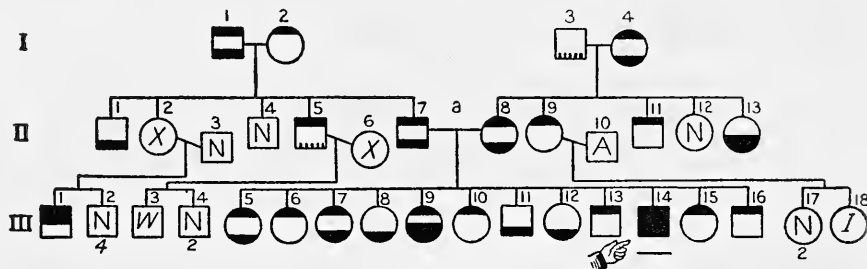 1 2 3 4
I
1 2 3 4 5 6 7 a 8 9 10 11 12 13
II X N N X A N
1 2 3 4 5 6 7 8 9 10 11 12 13 14 15 16 17 18
III N W N N I
4 2 2